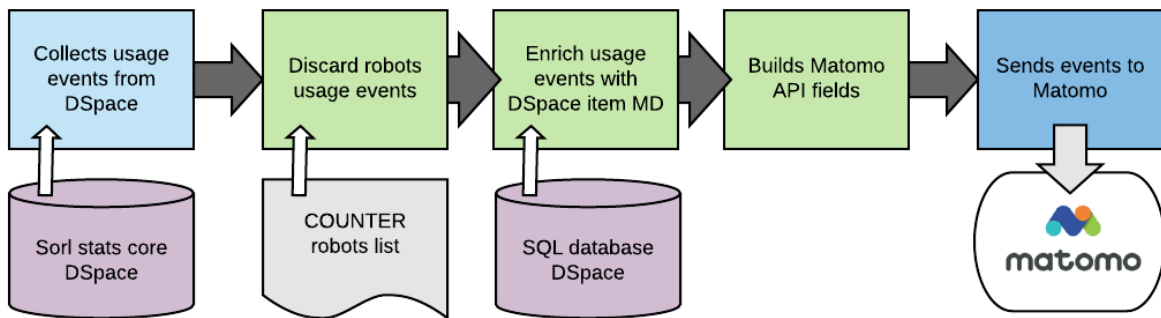 Collects usage
events from
DSpace
Discard robots
usage events
Enrich usage
events with
DSpace item MD
Builds Matomo
API fields
Sends events to
Matomo
Sorl stats core
DSpace
COUNTER
robots list
SQL database
DSpace
matomo